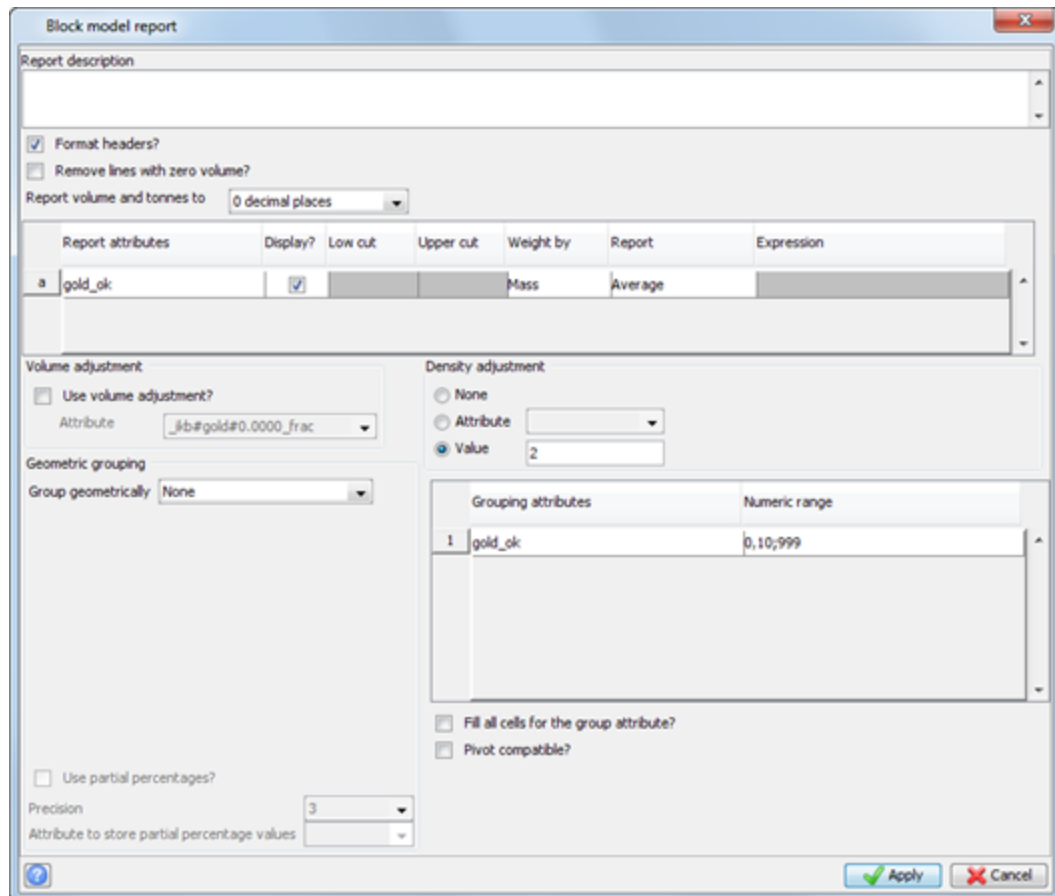 Block model report
Report description
Format headers?
Remove lines with zero volume?
Report volume and tonnes to 0 decimal places
Report attributes Display? Low cut Upper cut Weight by Report Expression
a gold_ok Mass Average
Volume adjustment
Use volume adjustment?
Attribute _ikb#gold#0.0000_frac
Density adjustment
None
Attribute
Value 2
Geometric grouping
Group geometrically None
Grouping attributes Numeric range
1 gold_ok 0,10;999
Fill all cells for the group attribute?
Pivot compatible?
Use partial percentages?
Precision 3
Attribute to store partial percentage values
? Apply Cancel